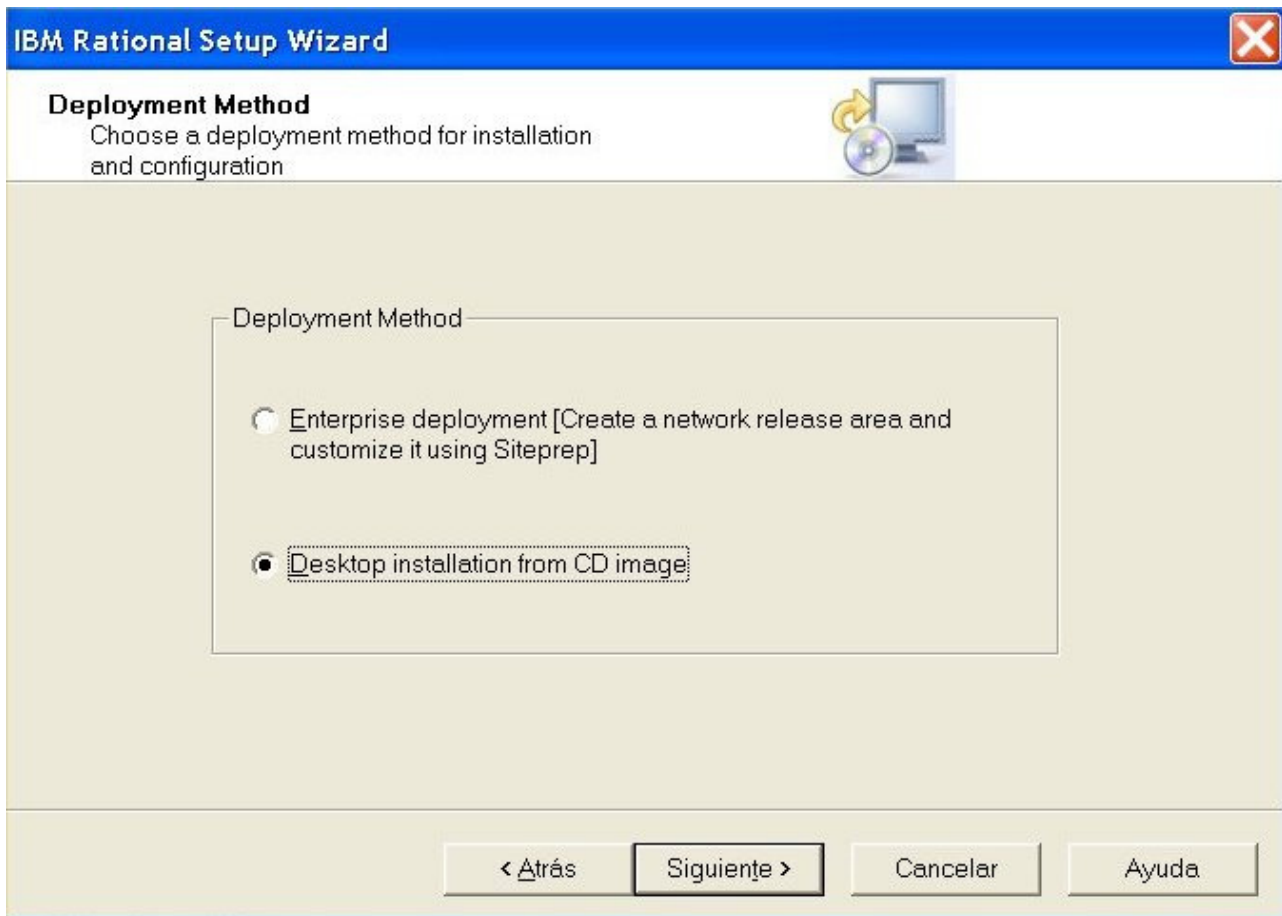 IBM Rational Setup Wizard
Deployment Method
Choose a deployment method for installation
and configuration
Deployment Method
Enterprise deployment [Create a network release area and
customize it using Siteprep]
Desktop installation from CD image
< Atrás
Siguiente >
Cancelar
Ayuda